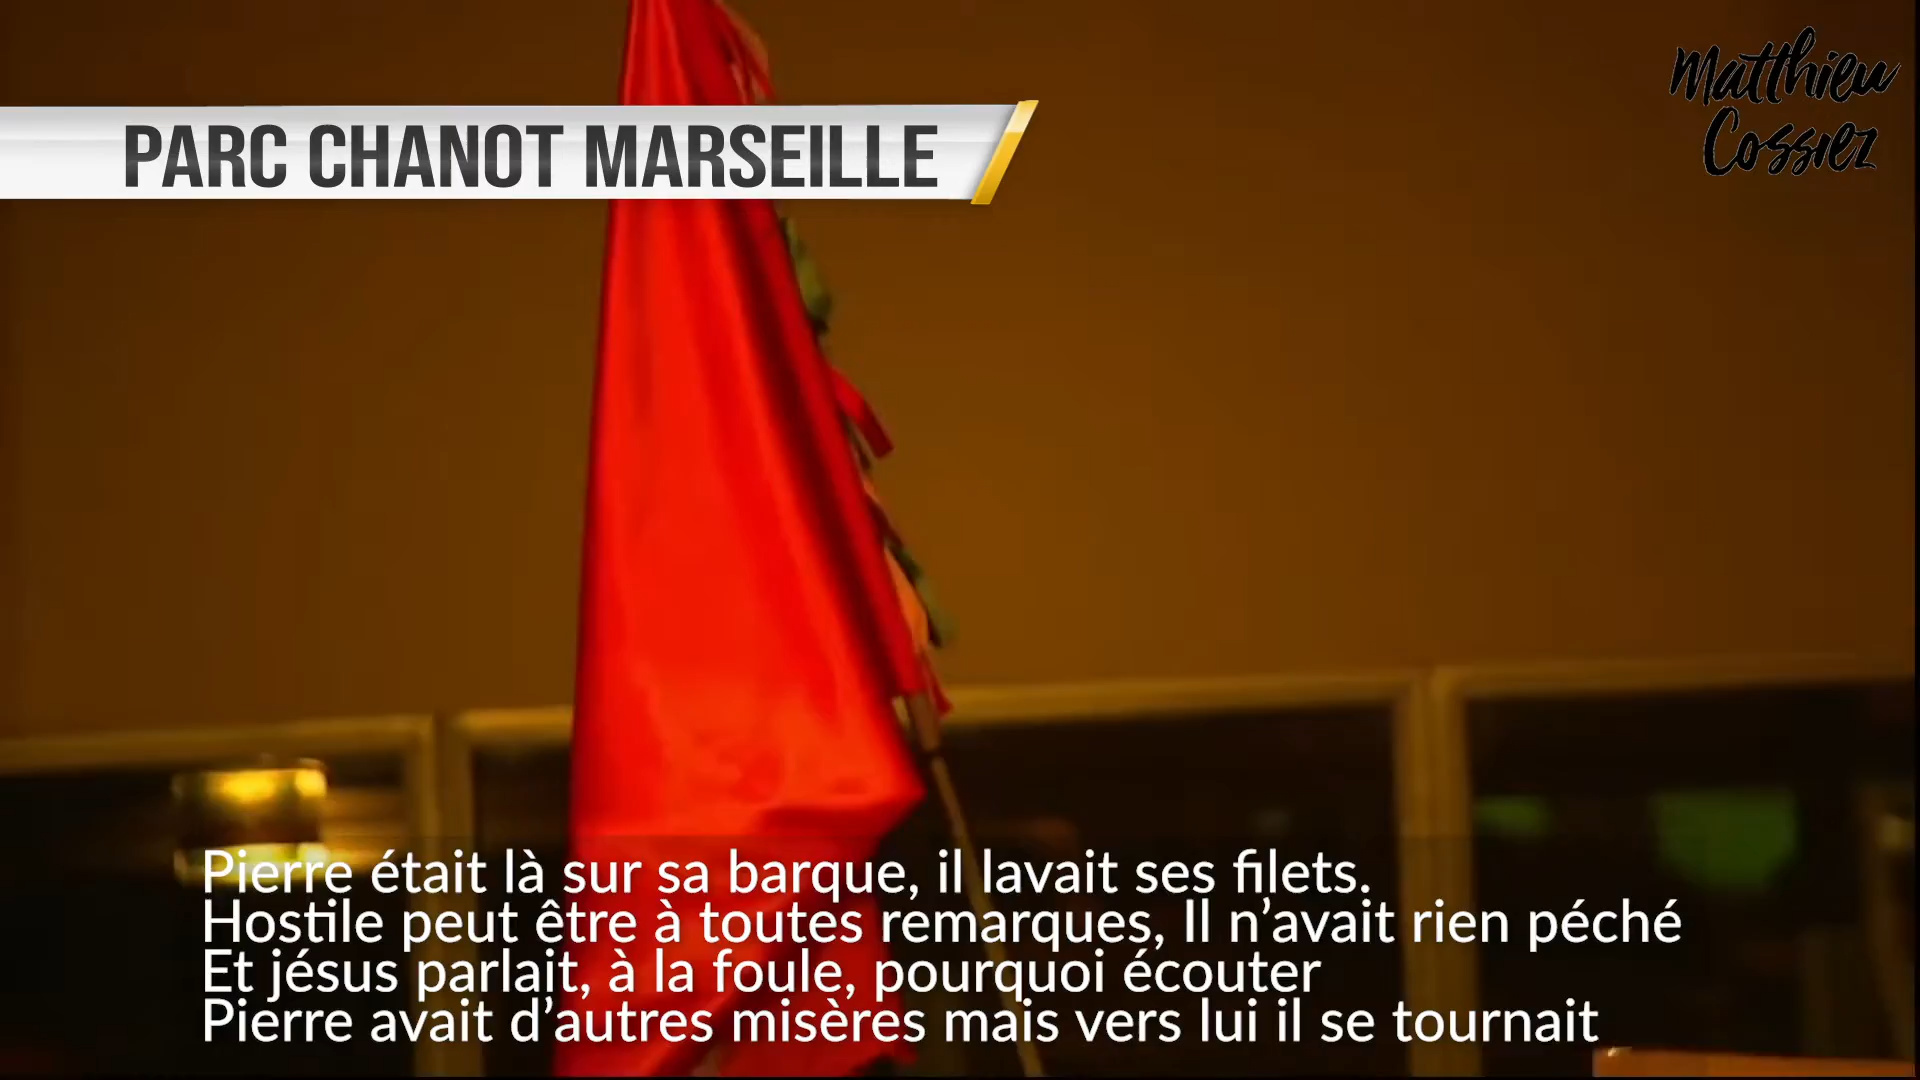 PARC CHANOT MARSEILLE
Matthieu
Cossiez
Pierre était là sur sa barque, il lavait ses filets.
Hostile peut être à toutes remarques, Il n’avait rien péché
Et jésus parlait, à la foule, pourquoi écouter
Pierre avait d’autres misères mais vers lui il se tournait